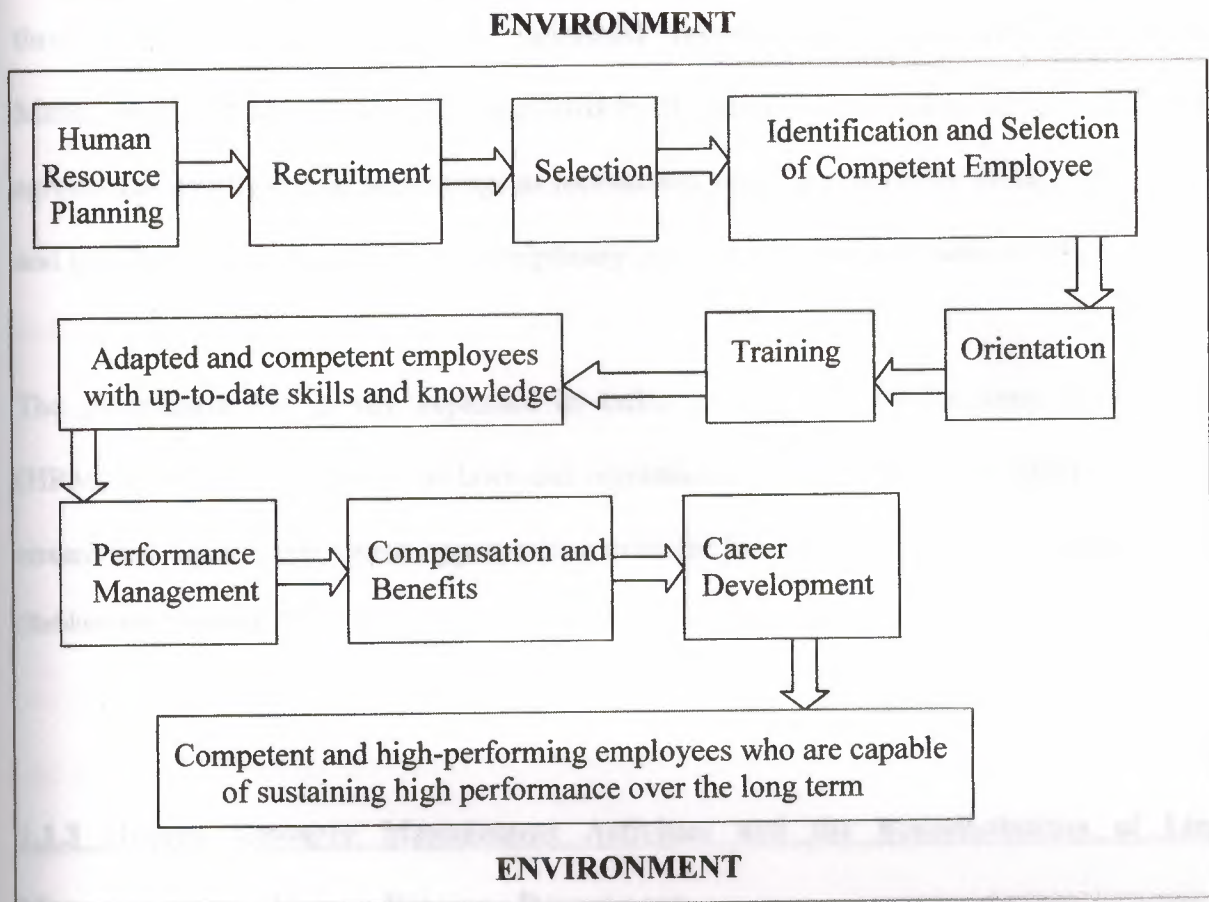 ENVIRONMENT
Human
Resource
Planning
Recruitment
Selection
Identification and Selection
of Competent Employee
Adapted and competent employees
with up-to-date skills and knowledge
Training
Orientation
Performance
Management
Compensation and
Benefits
Career
Development
Competent and high-performing employees who are capable
of sustaining high performance over the long term
ENVIRONMENT